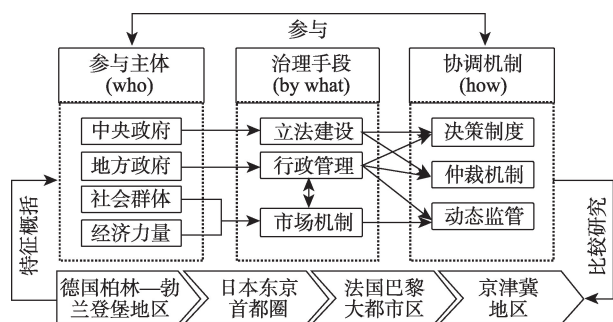 参与
参与主体
(who)
治理手段
(by what)
协调机制
(how)
中央政府
立法建设
决策制度
地方政府
行政管理
仲裁机制
社会群体
经济力量
市场机制
动态监管
特征概括
比较研究
德国柏林—勃
兰登堡地区
日本东京
首都圈
法国巴黎
大都市区
京津冀
地区